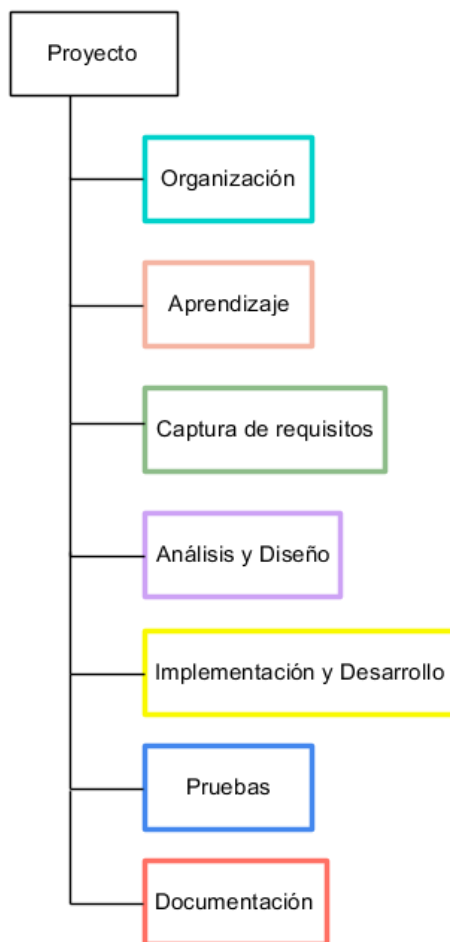 Proyecto
Organización
Aprendizaje
Captura de requisitos
Análisis y Diseño
Implementación y Desarrollo
Pruebas
Documentación